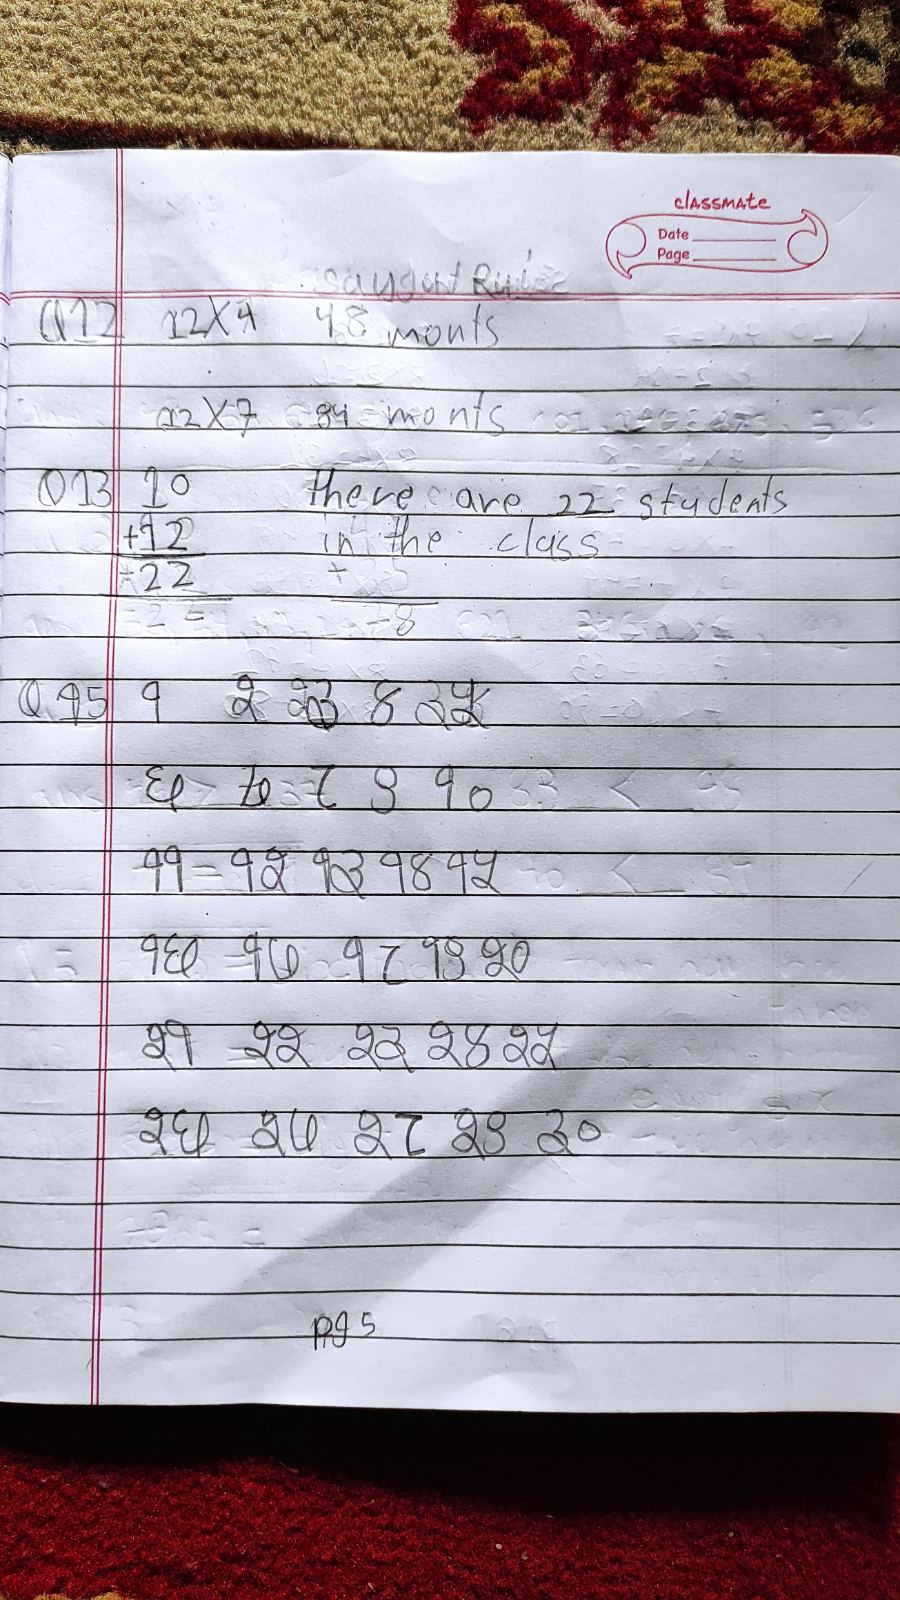 classmate
Date
Page
Q12 12X4 48 monts
12X7 84 monts
Q13 10 there are 22 students
+12 in the class
22
Q.15 १ २ ३ ४ ५
६ ७ ८ ९ १०
११ = १२ १३ १४ १५
१६ १७ १८ १९ २०
२१ २२ २३ २४ २५
२६ २७ २८ २९ ३०
pg 5